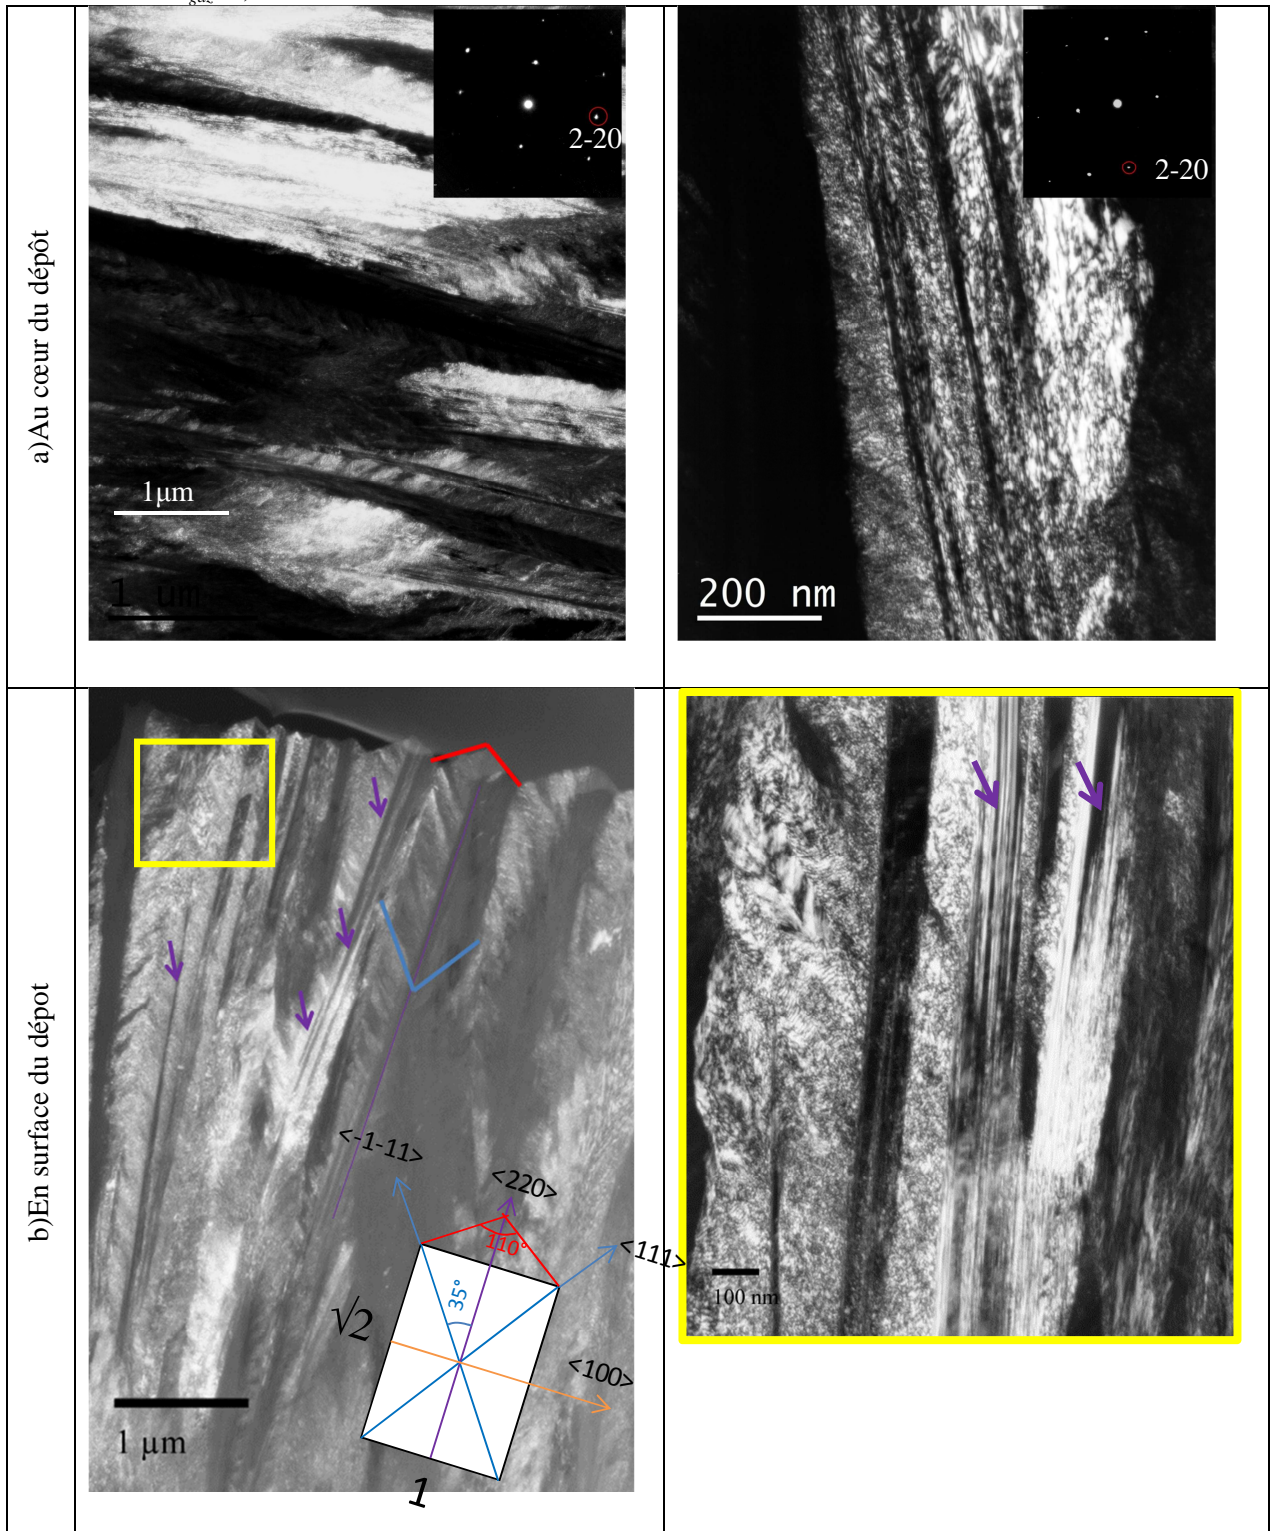 a)Au cœur du dépôt
2-20
1µm
1 um
2-20
200 nm
b)En surface du dépot
<-1-11>
<220>
110°
<111>
35°
√2
<100>
1 µm
1
100 nm